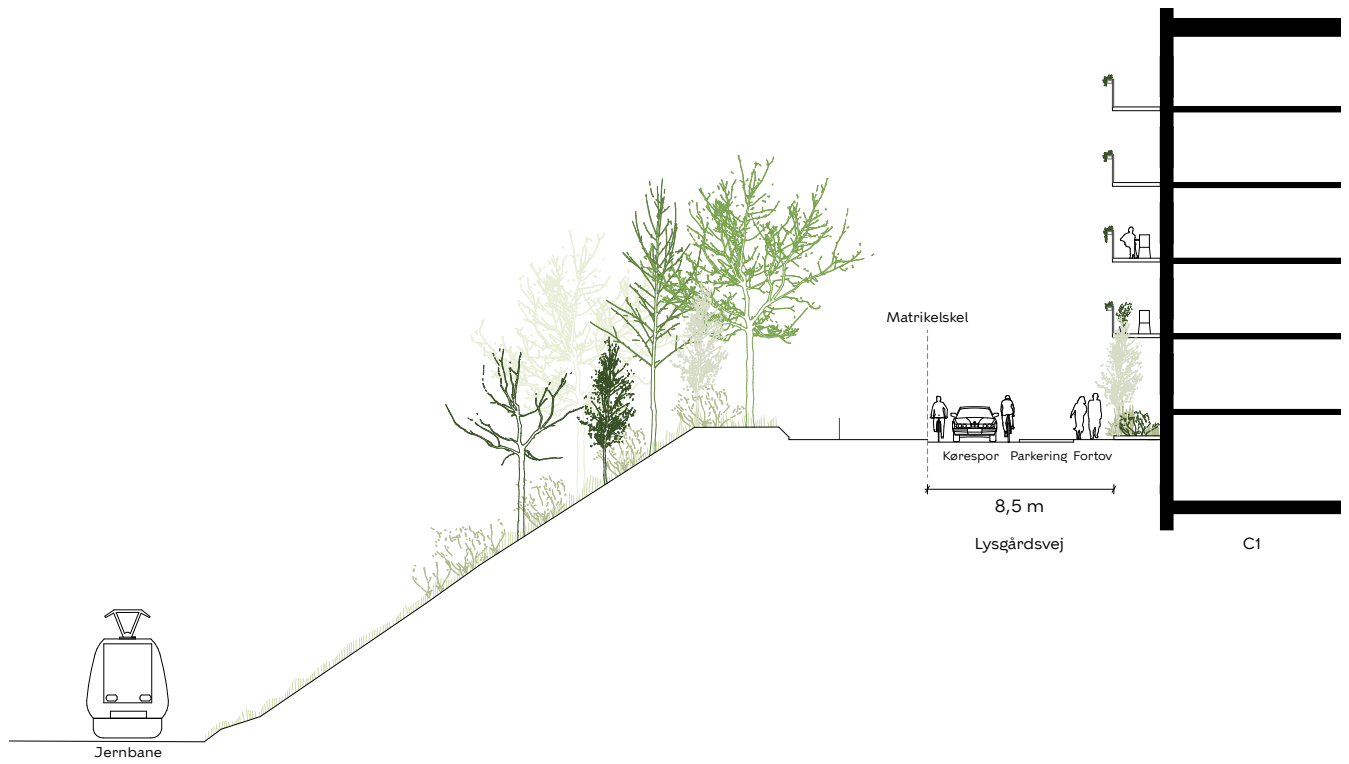 Matrikelskel
Kørespor Parkering Fortov
8,5 m
Lysgårdsvej
C1
Jernbane